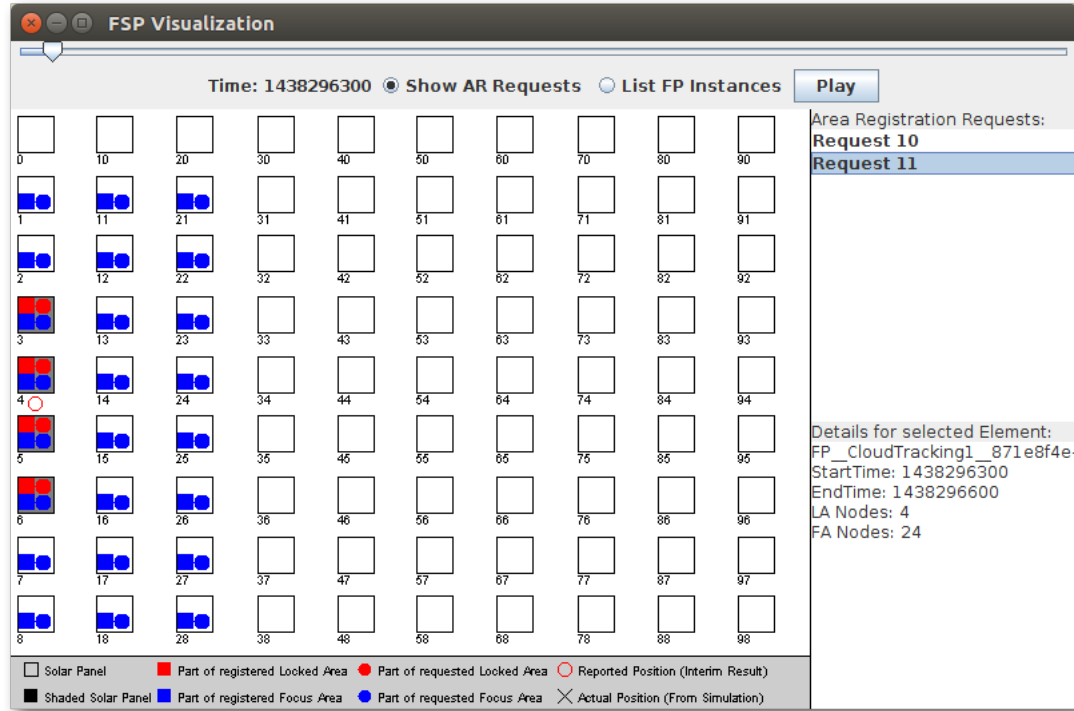 FSP Visualization
Time: 1438296300 Show AR Requests List FP Instances Play
Area Registration Requests:
Request 10
Request 11
0 10 20 30 40 50 60 70 80 90
1 11 21 31 41 51 61 71 81 91
2 12 22 32 42 52 62 72 82 92
3 13 23 33 43 53 63 73 83 93
4 14 24 34 44 54 64 74 84 94
5 15 25 35 45 55 65 75 85 95
6 16 26 36 46 56 66 76 86 96
7 17 27 37 47 57 67 77 87 97
8 18 28 38 48 58 68 78 88 98
Details for selected Element:
FP__CloudTracking1__871e8f4e-
StartTime: 1438296300
EndTime: 1438296600
LA Nodes: 4
FA Nodes: 24
Solar Panel Part of registered Locked Area Part of requested Locked Area Reported Position (Interim Result)
Shaded Solar Panel Part of registered Focus Area Part of requested Focus Area Actual Position (From Simulation)